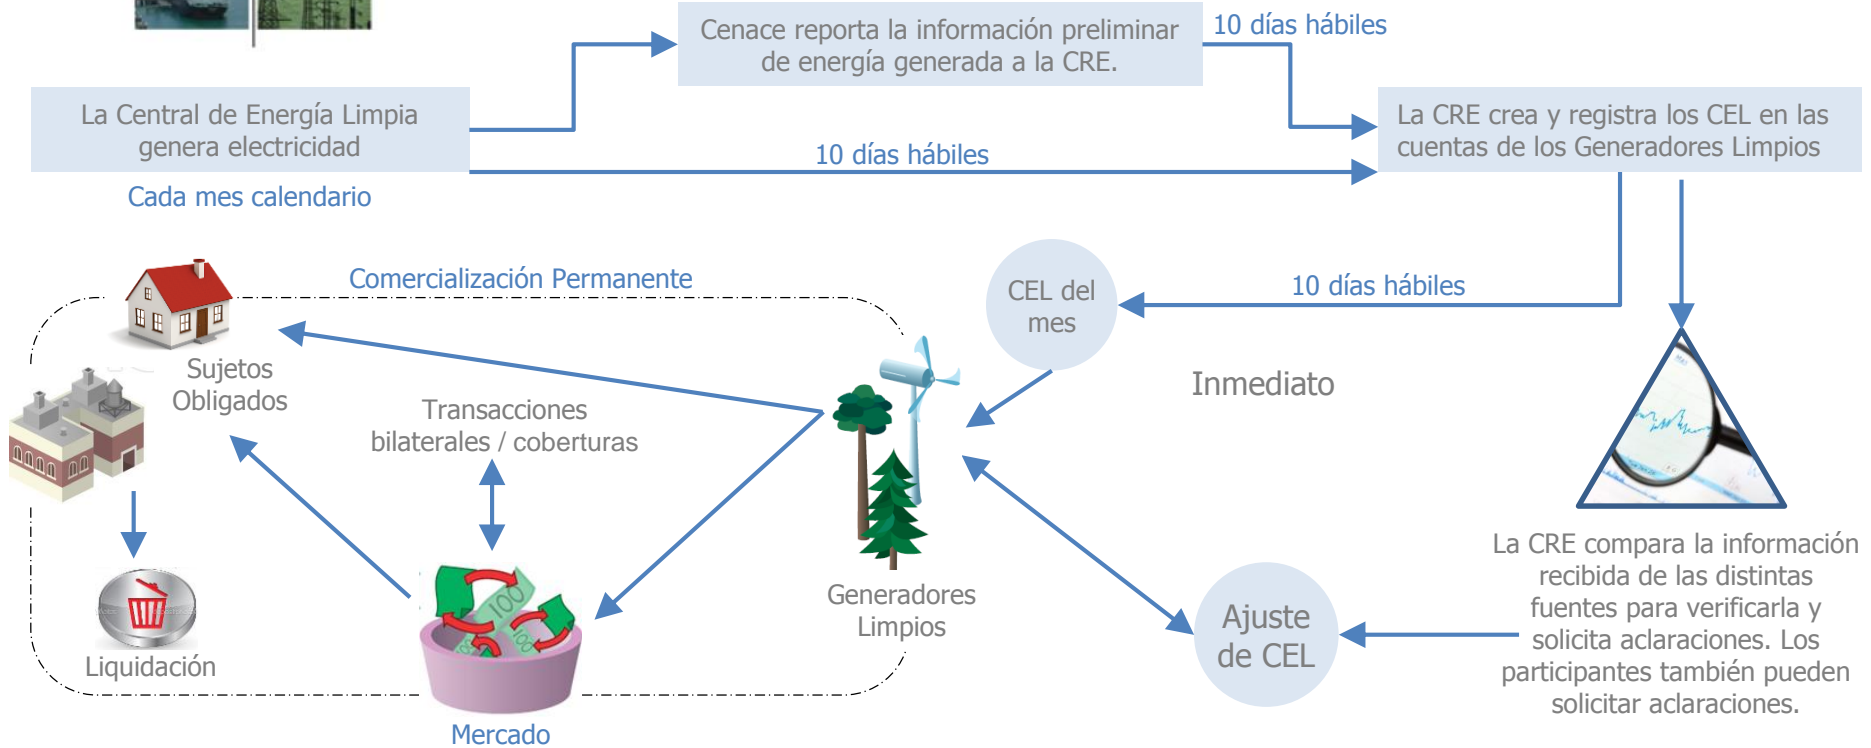 Cenace reporta la información preliminar
de energía generada a la CRE.
10 días hábiles
La Central de Energía Limpia
genera electricidad
Cada mes calendario
10 días hábiles
La CRE crea y registra los CEL en las
cuentas de los Generadores Limpios
Comercialización Permanente
CEL del
mes
10 días hábiles
Inmediato
Sujetos
Obligados
Transacciones
bilaterales / coberturas
Generadores
Limpios
100
100
Liquidación
Mercado
Ajuste
de CEL
La CRE compara la información
recibida de las distintas
fuentes para verificarla y
solicita aclaraciones. Los
participantes también pueden
solicitar aclaraciones.